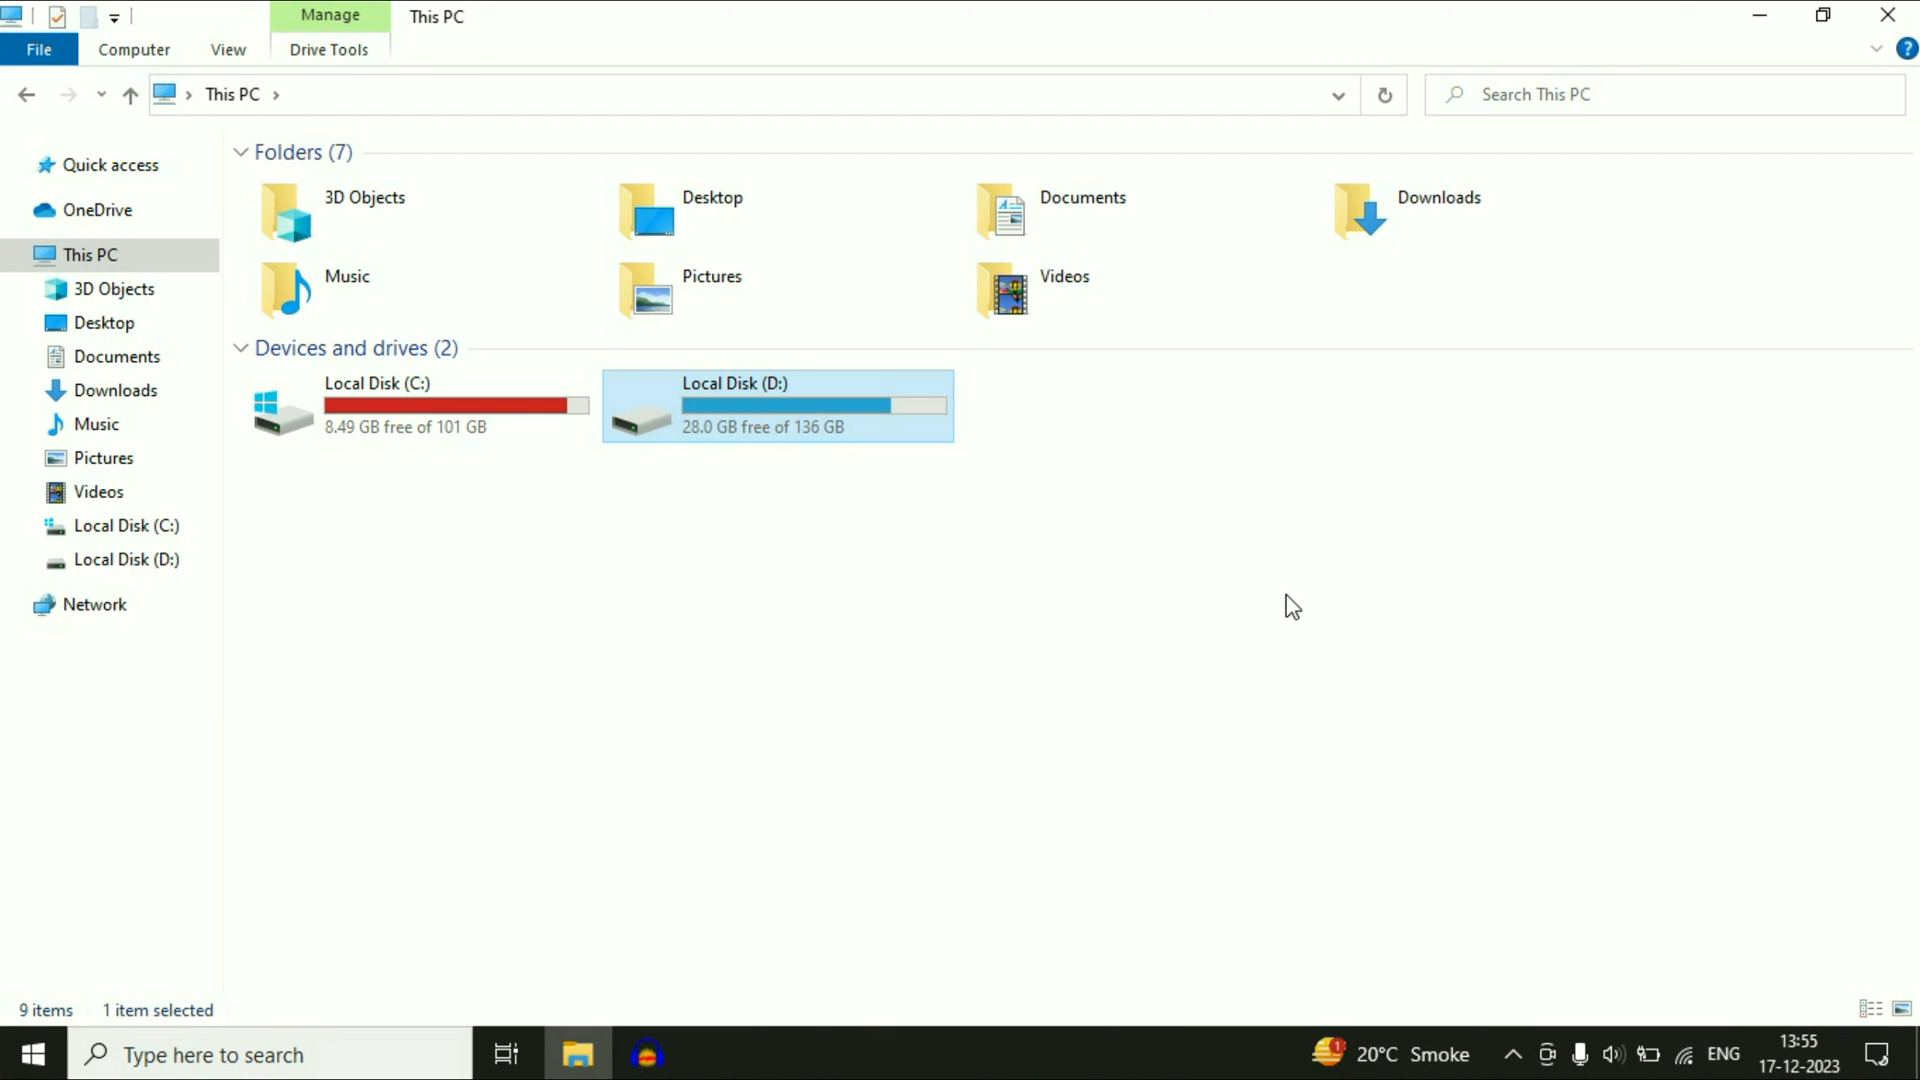 Manage
This PC
File
Computer
View
Drive Tools
This PC
Search This PC
Quick access
OneDrive
This PC
3D Objects
Desktop
Documents
Downloads
Music
Pictures
Videos
Local Disk (C:)
Local Disk (D:)
Network
Folders (7)
3D Objects
Desktop
Documents
Downloads
Music
Pictures
Videos
Devices and drives (2)
Local Disk (C:)
8.49 GB free of 101 GB
Local Disk (D:)
28.0 GB free of 136 GB
9 items
1 item selected
Type here to search
1
20°C Smoke
ENG
13:55
17-12-2023